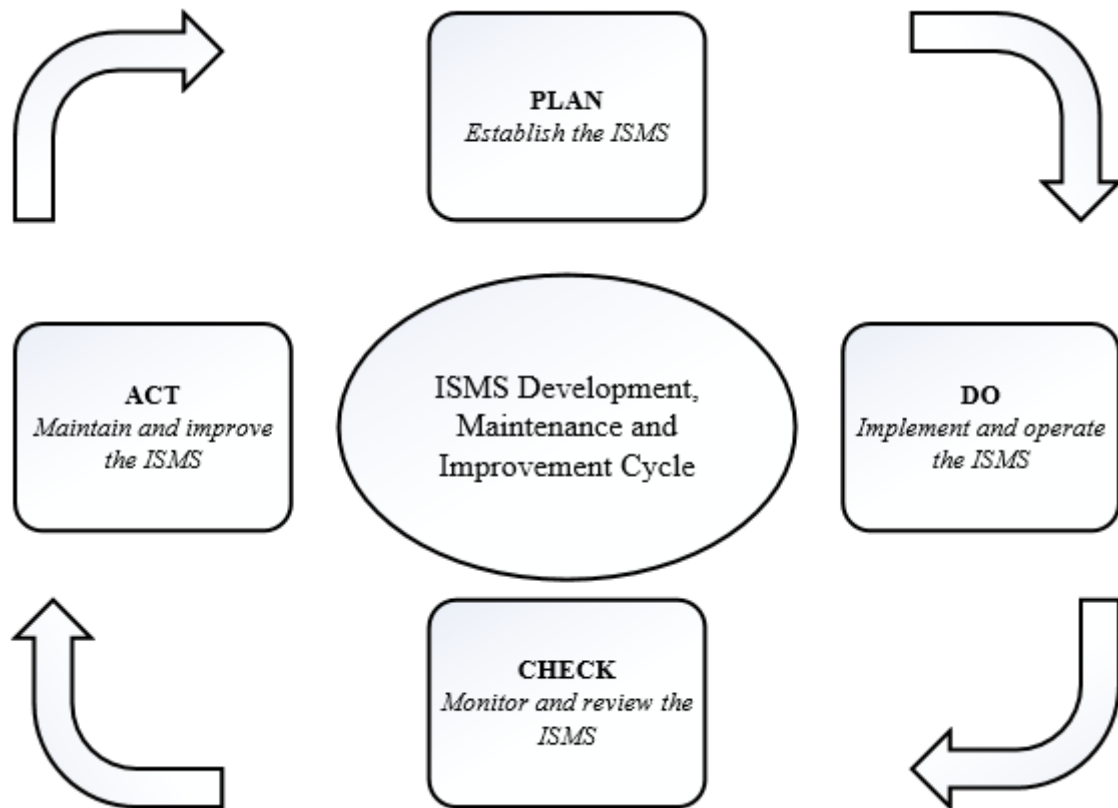 PLAN
Establish the ISMS
ACT
Maintain and improve
the ISMS
ISMS Development,
Maintenance and
Improvement Cycle
DO
Implement and operate
the ISMS
CHECK
Monitor and review the
ISMS